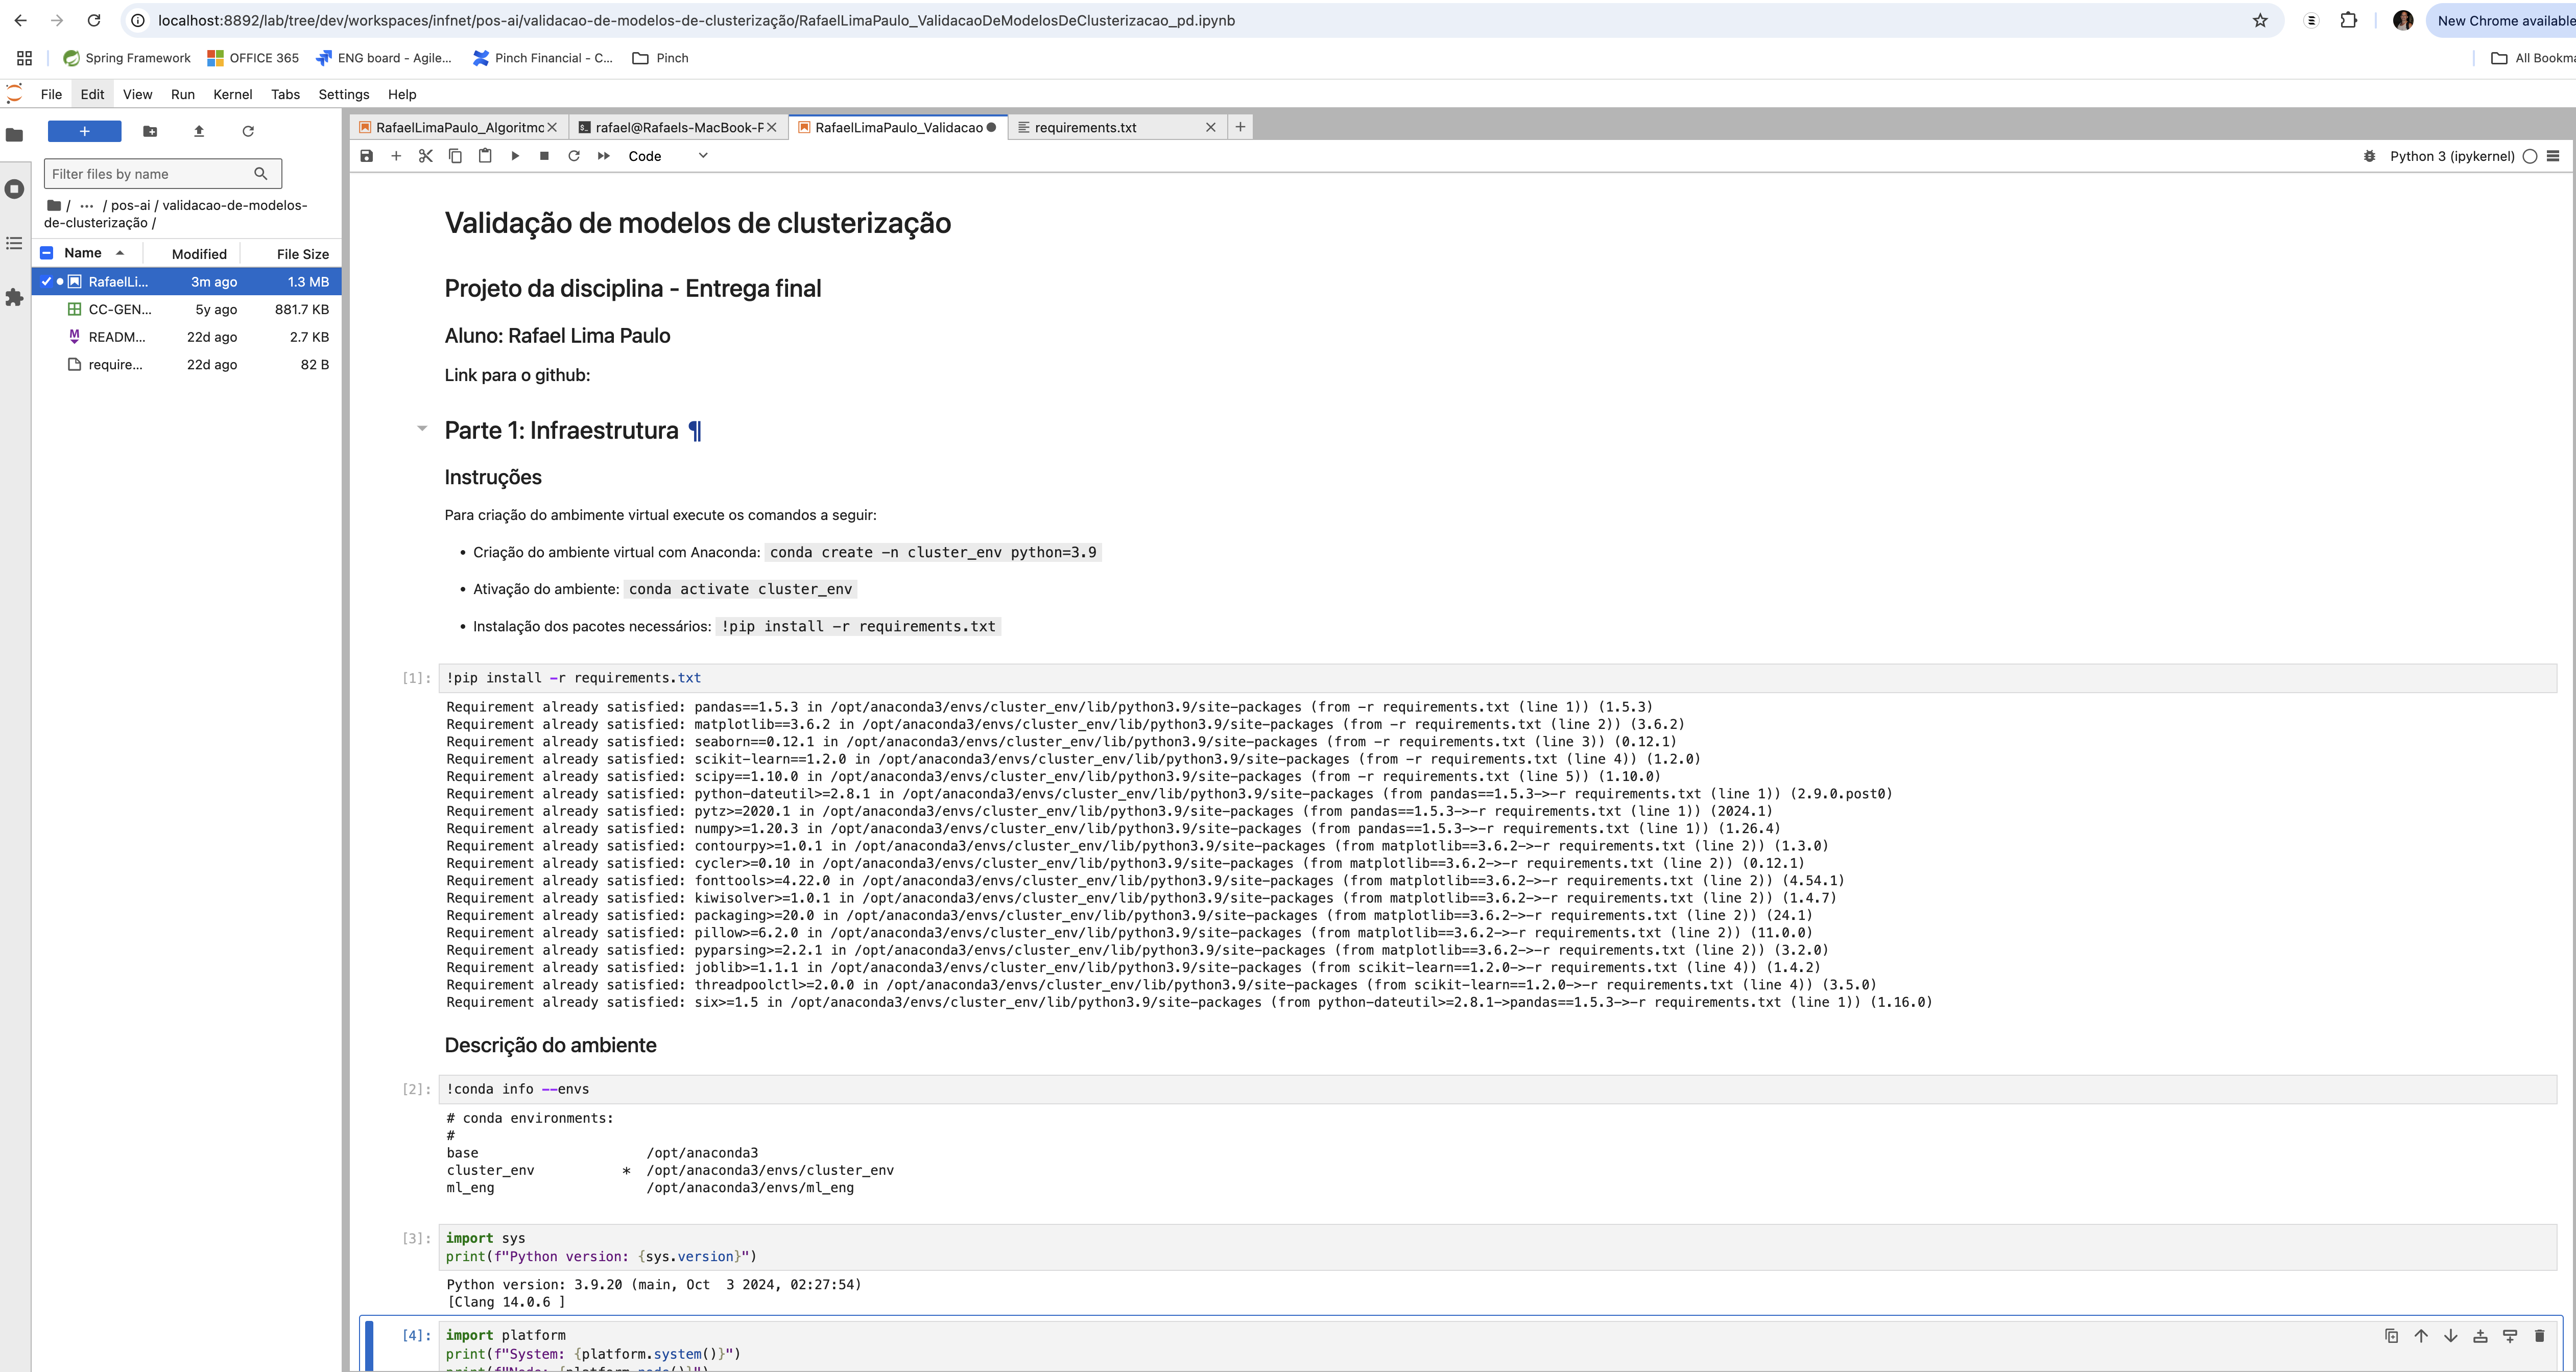 localhost:8892/lab/tree/dev/workspaces/infnet/pos-ai/validacao-de-modelos-de-clusterização/RafaelLimaPaulo_ValidacaoDeModelosDeClusterizacao_pd.ipynb
New Chrome available
Spring Framework
OFFICE 365
ENG board - Agile...
Pinch Financial - C...
Pinch
All Bookma
File Edit View Run Kernel Tabs Settings Help
RafaelLimaPaulo_Algoritmo
rafael@Rafaels-MacBook-P
RafaelLimaPaulo_Validacao
requirements.txt
Code
Python 3 (ipykernel)
Filter files by name
/ ··· / pos-ai / validacao-de-modelos-
de-clusterização /
Name Modified File Size
RafaelLi... 3m ago 1.3 MB
CC-GEN... 5y ago 881.7 KB
READM... 22d ago 2.7 KB
require... 22d ago 82 B
Validação de modelos de clusterização
Projeto da disciplina - Entrega final
Aluno: Rafael Lima Paulo
Link para o github:
Parte 1: Infraestrutura ¶
Instruções
Para criação do ambimente virtual execute os comandos a seguir:
• Criação do ambiente virtual com Anaconda: conda create -n cluster_env python=3.9
• Ativação do ambiente: conda activate cluster_env
• Instalação dos pacotes necessários: !pip install -r requirements.txt
[1]: !pip install -r requirements.txt
Requirement already satisfied: pandas==1.5.3 in /opt/anaconda3/envs/cluster_env/lib/python3.9/site-packages (from -r requirements.txt (line 1)) (1.5.3)
Requirement already satisfied: matplotlib==3.6.2 in /opt/anaconda3/envs/cluster_env/lib/python3.9/site-packages (from -r requirements.txt (line 2)) (3.6.2)
Requirement already satisfied: seaborn==0.12.1 in /opt/anaconda3/envs/cluster_env/lib/python3.9/site-packages (from -r requirements.txt (line 3)) (0.12.1)
Requirement already satisfied: scikit-learn==1.2.0 in /opt/anaconda3/envs/cluster_env/lib/python3.9/site-packages (from -r requirements.txt (line 4)) (1.2.0)
Requirement already satisfied: scipy==1.10.0 in /opt/anaconda3/envs/cluster_env/lib/python3.9/site-packages (from -r requirements.txt (line 5)) (1.10.0)
Requirement already satisfied: python-dateutil>=2.8.1 in /opt/anaconda3/envs/cluster_env/lib/python3.9/site-packages (from pandas==1.5.3->-r requirements.txt (line 1)) (2.9.0.post0)
Requirement already satisfied: pytz>=2020.1 in /opt/anaconda3/envs/cluster_env/lib/python3.9/site-packages (from pandas==1.5.3->-r requirements.txt (line 1)) (2024.1)
Requirement already satisfied: numpy>=1.20.3 in /opt/anaconda3/envs/cluster_env/lib/python3.9/site-packages (from pandas==1.5.3->-r requirements.txt (line 1)) (1.26.4)
Requirement already satisfied: contourpy>=1.0.1 in /opt/anaconda3/envs/cluster_env/lib/python3.9/site-packages (from matplotlib==3.6.2->-r requirements.txt (line 2)) (1.3.0)
Requirement already satisfied: cycler>=0.10 in /opt/anaconda3/envs/cluster_env/lib/python3.9/site-packages (from matplotlib==3.6.2->-r requirements.txt (line 2)) (0.12.1)
Requirement already satisfied: fonttools>=4.22.0 in /opt/anaconda3/envs/cluster_env/lib/python3.9/site-packages (from matplotlib==3.6.2->-r requirements.txt (line 2)) (4.54.1)
Requirement already satisfied: kiwisolver>=1.0.1 in /opt/anaconda3/envs/cluster_env/lib/python3.9/site-packages (from matplotlib==3.6.2->-r requirements.txt (line 2)) (1.4.7)
Requirement already satisfied: packaging>=20.0 in /opt/anaconda3/envs/cluster_env/lib/python3.9/site-packages (from matplotlib==3.6.2->-r requirements.txt (line 2)) (24.1)
Requirement already satisfied: pillow>=6.2.0 in /opt/anaconda3/envs/cluster_env/lib/python3.9/site-packages (from matplotlib==3.6.2->-r requirements.txt (line 2)) (11.0.0)
Requirement already satisfied: pyparsing>=2.2.1 in /opt/anaconda3/envs/cluster_env/lib/python3.9/site-packages (from matplotlib==3.6.2->-r requirements.txt (line 2)) (3.2.0)
Requirement already satisfied: joblib>=1.1.1 in /opt/anaconda3/envs/cluster_env/lib/python3.9/site-packages (from scikit-learn==1.2.0->-r requirements.txt (line 4)) (1.4.2)
Requirement already satisfied: threadpoolctl>=2.0.0 in /opt/anaconda3/envs/cluster_env/lib/python3.9/site-packages (from scikit-learn==1.2.0->-r requirements.txt (line 4)) (3.5.0)
Requirement already satisfied: six>=1.5 in /opt/anaconda3/envs/cluster_env/lib/python3.9/site-packages (from python-dateutil>=2.8.1->pandas==1.5.3->-r requirements.txt (line 1)) (1.16.0)
Descrição do ambiente
[2]: !conda info --envs
# conda environments:
#
base /opt/anaconda3
cluster_env * /opt/anaconda3/envs/cluster_env
ml_eng /opt/anaconda3/envs/ml_eng
[3]: import sys
print(f"Python version: {sys.version}")
Python version: 3.9.20 (main, Oct  3 2024, 02:27:54)
[Clang 14.0.6 ]
[4]: import platform
print(f"System: {platform.system()}")
print(f"Node: {platform.node()}")